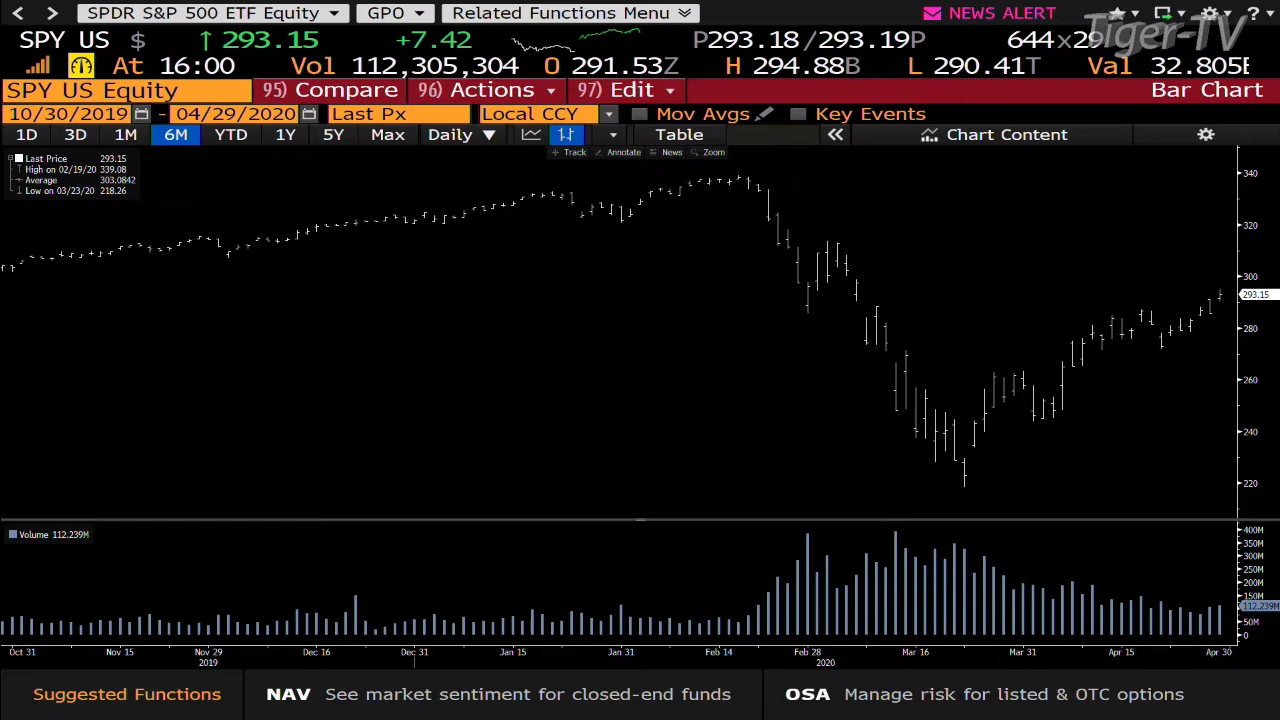 SPDR S&P 500 ETF Equity GPO Related Functions Menu NEWS ALERT ?
Tiger-TV
SPY US $ ↑ 293.15 +7.42 P293.18/293.19P 644x29
At 16:00 Vol 112,305,304 O 291.53Z H 294.88B L 290.41T Val 32.805B
SPY US Equity 95) Compare 96) Actions 97) Edit Bar Chart
10/30/2019 - 04/29/2020 Last Px Local CCY Mov Avgs Key Events
1D 3D 1M 6M YTD 1Y 5Y Max Daily ▼ Table « Chart Content
+ Track Annotate News Zoom
Last Price 293.15
High on 02/19/20 339.08
Average 303.0842
Low on 03/23/20 218.26
340
320
300
293.15
280
260
240
220
Volume 112.239M
400M
350M
300M
250M
200M
150M
112.239M
50M
0
Oct 31 Nov 15 Nov 29 Dec 16 Dec 31 Jan 15 Jan 31 Feb 14 Feb 28 Mar 16 Mar 31 Apr 15 Apr 30
2019 2020
Suggested Functions NAV See market sentiment for closed-end funds OSA Manage risk for listed & OTC options